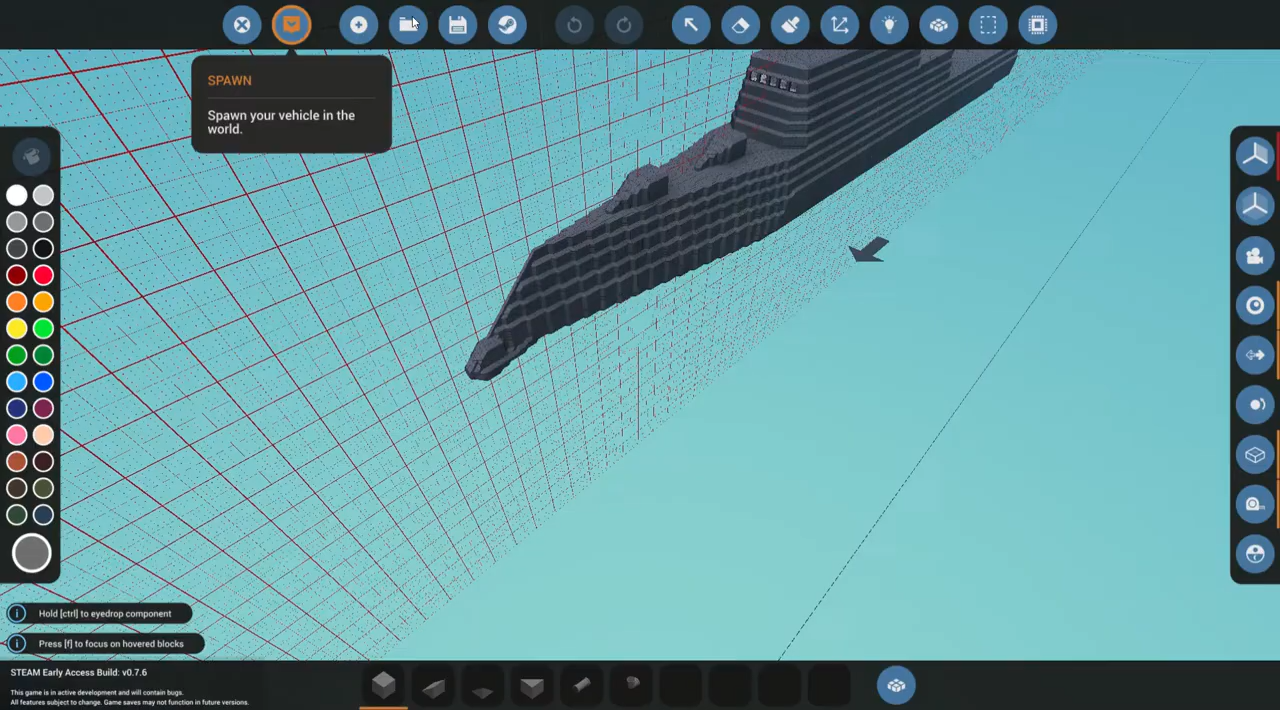 SPAWN
Spawn your vehicle in the
world.
Hold [ctrl] to eyedrop component
Press [f] to focus on hovered blocks
STEAM Early Access Build: v0.7.6
This game is in active development and will contain bugs.
All features subject to change. Game saves may not function in future versions.